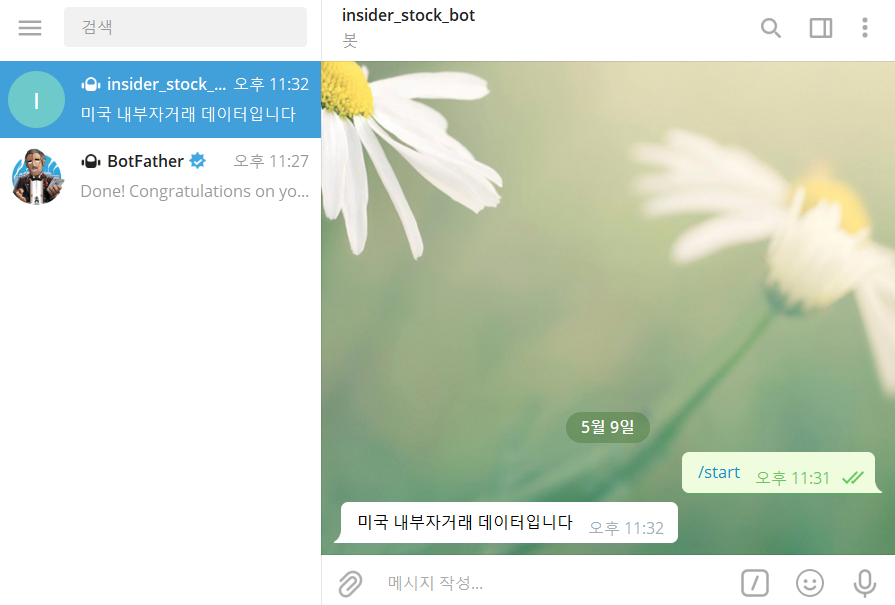 검색
insider_stock_... 오후 11:32
미국 내부자거래 데이터입니다
BotFather 오후 11:27
Done! Congratulations on yo...
insider_stock_bot
봇
5월 9일
/start 오후 11:31
미국 내부자거래 데이터입니다 오후 11:32
메시지 작성...
I